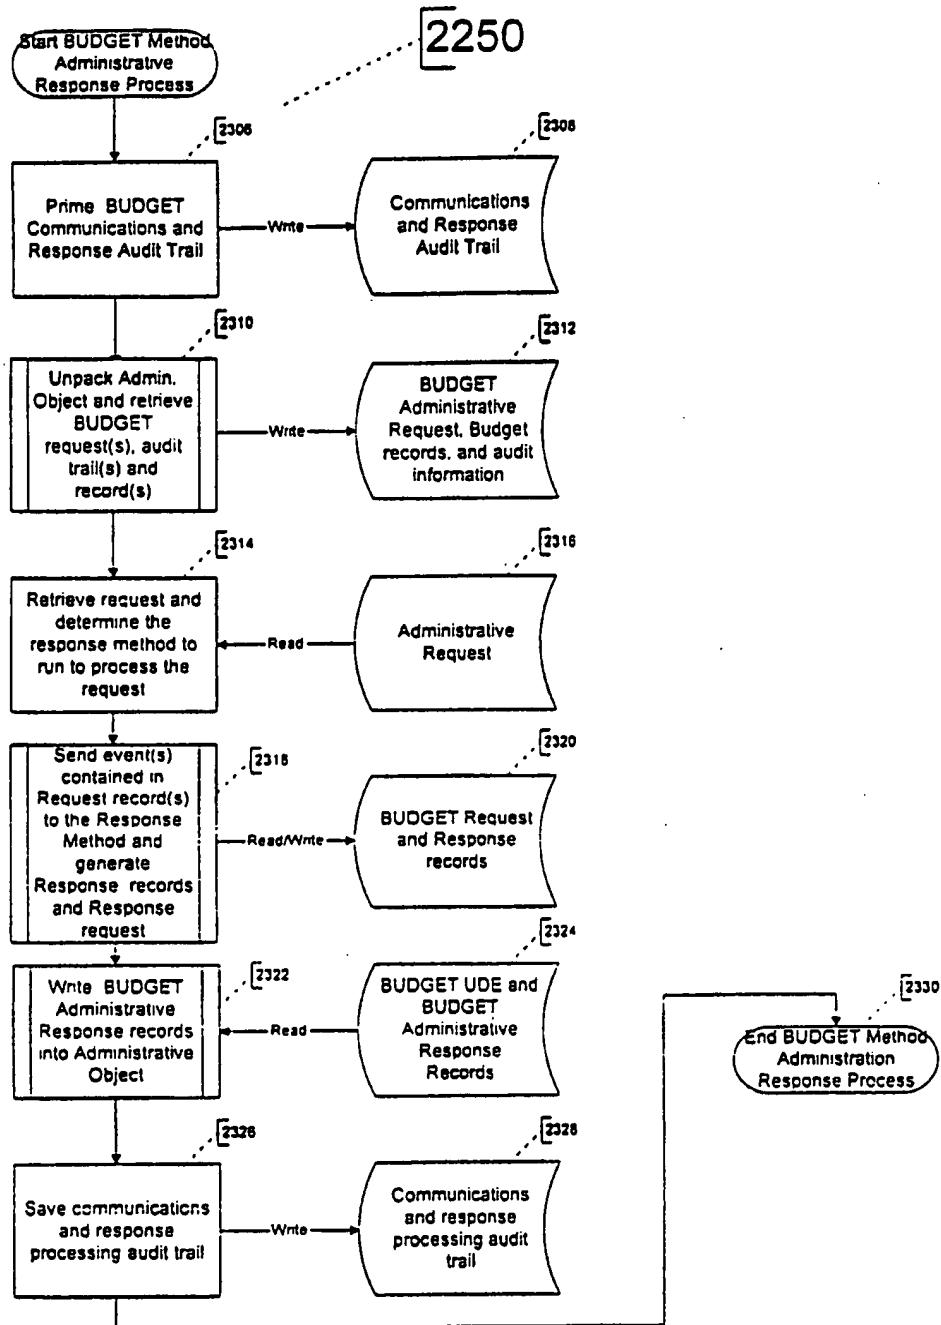 Start BUDGET Method
Administrative
Response Process
2250
2306
Prime BUDGET
Communications and
Response Audit Trail
Write
2308
Communications
and Response
Audit Trail
2310
Unpack Admin.
Object and retrieve
BUDGET
request(s), audit
trail(s) and
record(s)
Write
2312
BUDGET
Administrative
Request, Budget
records, and audit
information
2314
Retrieve request and
determine the
response method to
run to process the
request
Read
2316
Administrative
Request
2318
Send event(s)
contained in
Request record(s)
to the Response
Method and
generate
Response records
and Response
request
Read/Write
2320
BUDGET Request
and Response
records
2322
Write BUDGET
Administrative
Response records
into Administrative
Object
Read
2324
BUDGET UDE and
BUDGET
Administrative
Response
Records
2326
Save communications
and response
processing audit trail
Write
2328
Communications
and response
processing audit
trail
2330
End BUDGET Method
Administration
Response Process